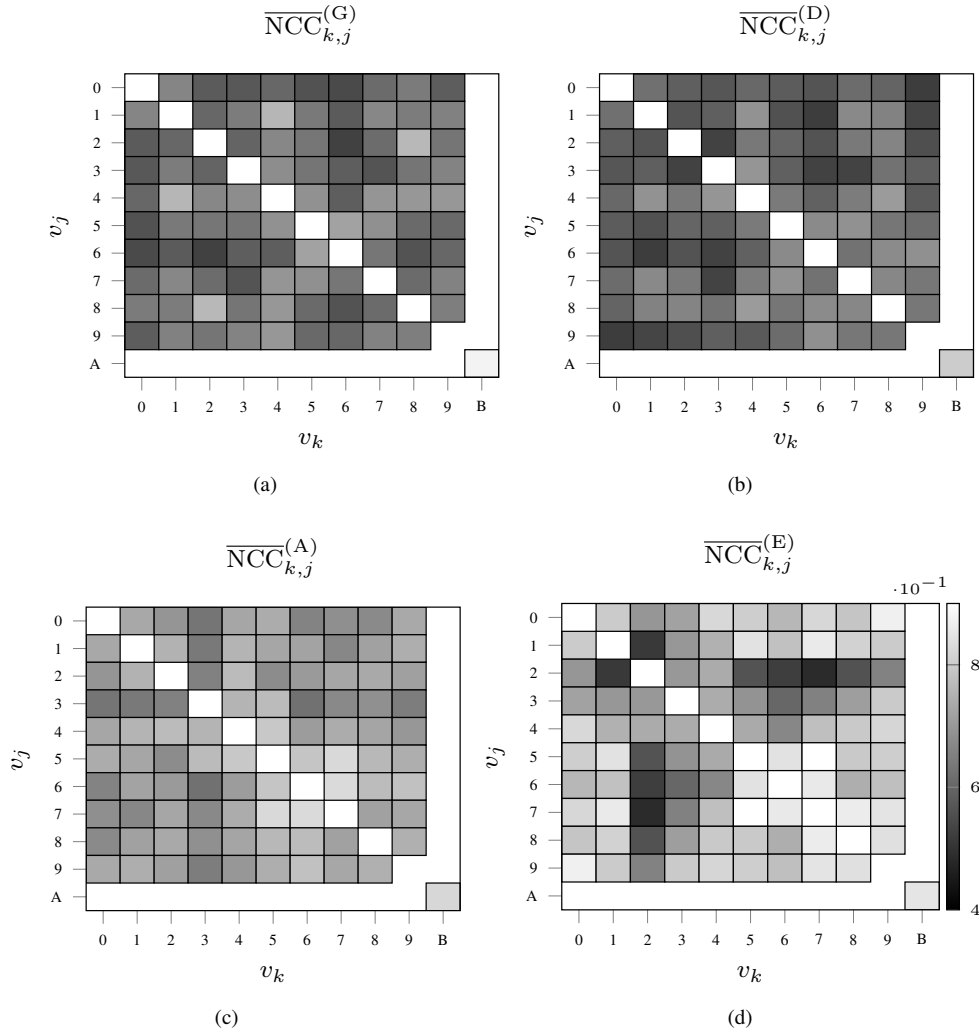 NCC^(G)_k,j
0
1
2
3
4
5
6
7
8
9
A
v_j
0 1 2 3 4 5 6 7 8 9 B
v_k
(a)
NCC^(D)_k,j
0
1
2
3
4
5
6
7
8
9
A
v_j
0 1 2 3 4 5 6 7 8 9 B
v_k
(b)
NCC^(A)_k,j
0
1
2
3
4
5
6
7
8
9
A
v_j
0 1 2 3 4 5 6 7 8 9 B
v_k
(c)
NCC^(E)_k,j
·10^−1
0
1
2
3
4
5
6
7
8
9
A
v_j
0 1 2 3 4 5 6 7 8 9 B
v_k
8
6
4
(d)